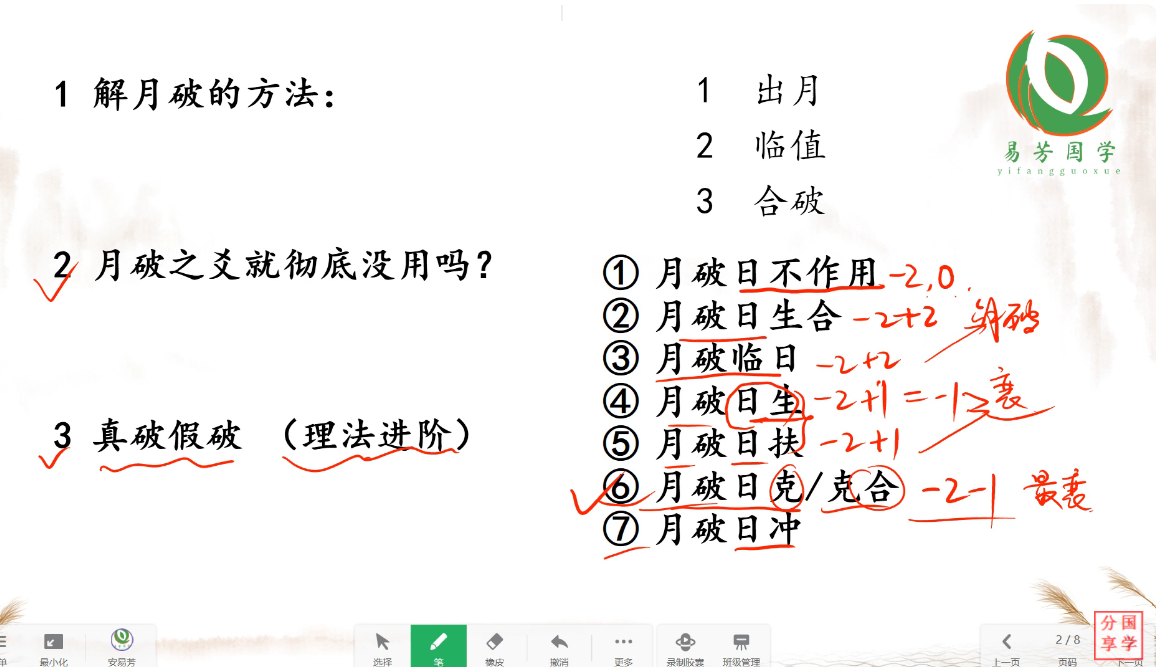 1 解月破的方法：
1 出月
2 临值
3 合破
易芳国学
yifangguoxue
2 月破之爻就彻底没用吗？
3 真破假破 （理法进阶）
① 月破日不作用 -2,0
② 月破日生合 -2+2
③ 月破临日 -2+2
④ 月破日生 -2+1=-1 衰
⑤ 月破日扶 -2+1
⑥ 月破日克/克合 -2-1 最衰
⑦ 月破日冲
最小化
安易芳
选择
笔
橡皮
撤消
更多
录制胶囊
班级管理
上一页
2/8
页码
下一页
分国
享学